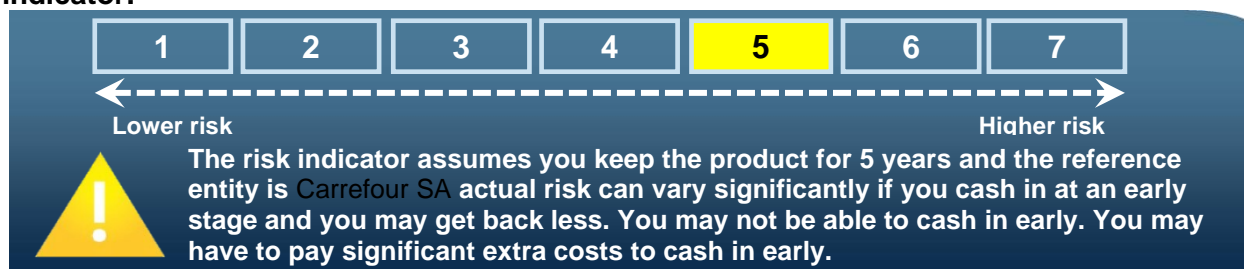 indicator:
1 2 3 4 5 6 7
Lower risk Higher risk
The risk indicator assumes you keep the product for 5 years and the reference
entity is Carrefour SA actual risk can vary significantly if you cash in at an early
stage and you may get back less. You may not be able to cash in early. You may
have to pay significant extra costs to cash in early.